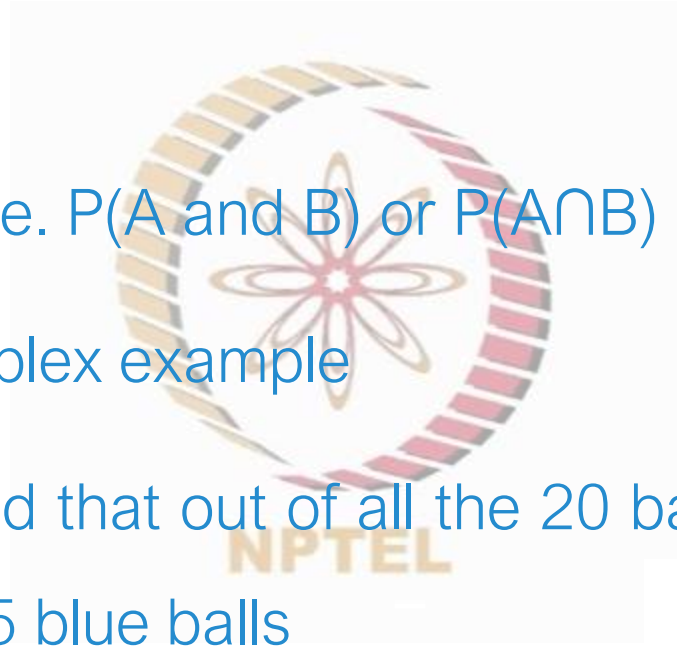 e. P(A and B) or P(A∩B)
plex example
d that out of all the 20 ba
NPTEL
5 blue balls